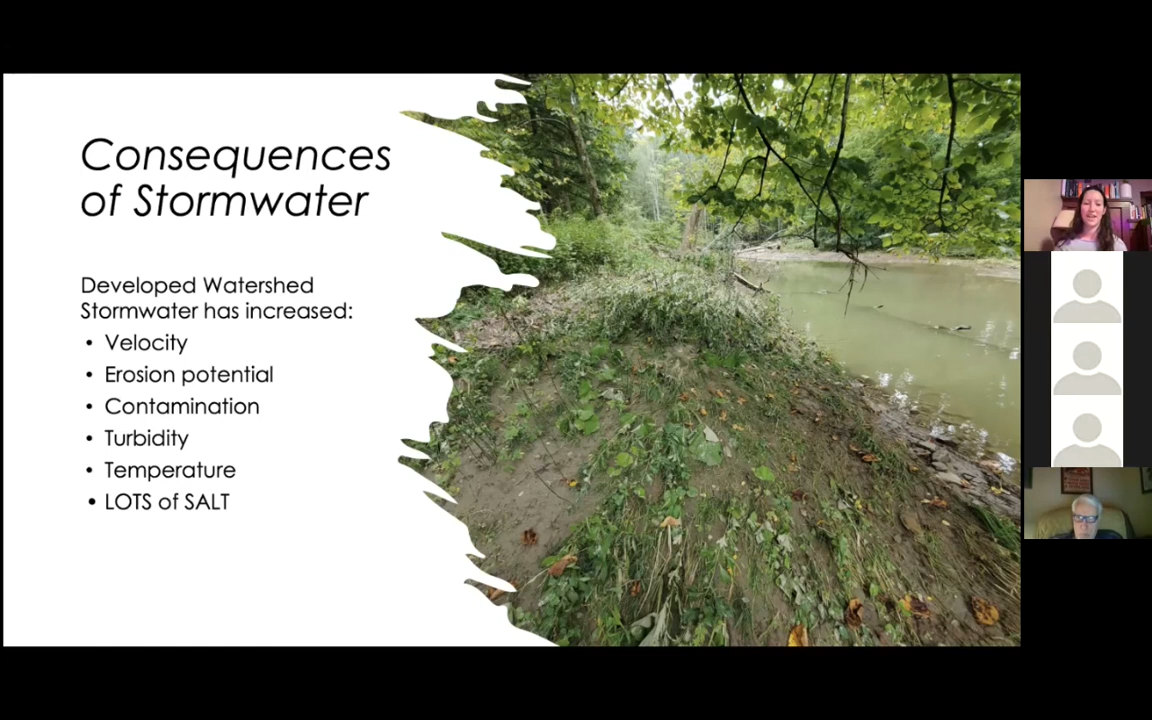 Consequences
of Stormwater
Developed Watershed
Stormwater has increased:
• Velocity
• Erosion potential
• Contamination
• Turbidity
• Temperature
• LOTS of SALT